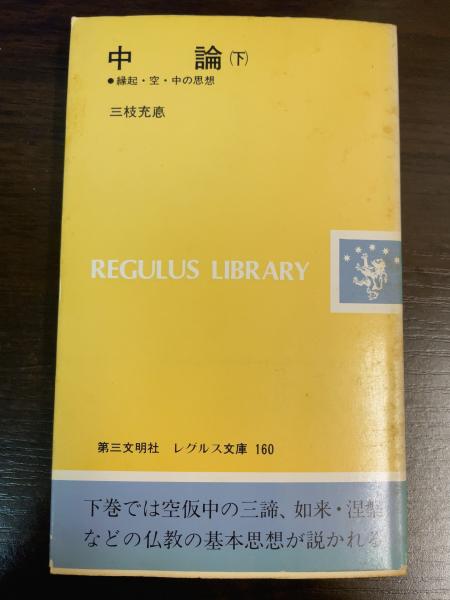 中論(下)
●縁起・空・中の思想
三枝充悳
REGULUS LIBRARY
第三文明社 レグルス文庫 160
下巻では空仮中の三諦、如来・涅槃
などの仏教の基本思想が説かれる